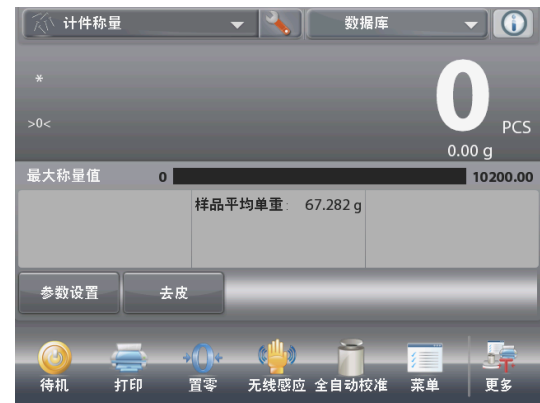 计件称量 数据库
*
0
>0< PCS
0.00 g
最大称量值 0 10200.00
样品平均单重: 67.282 g
参数设置 去皮
待机 打印 置零 无线感应 全自动校准 菜单 更多